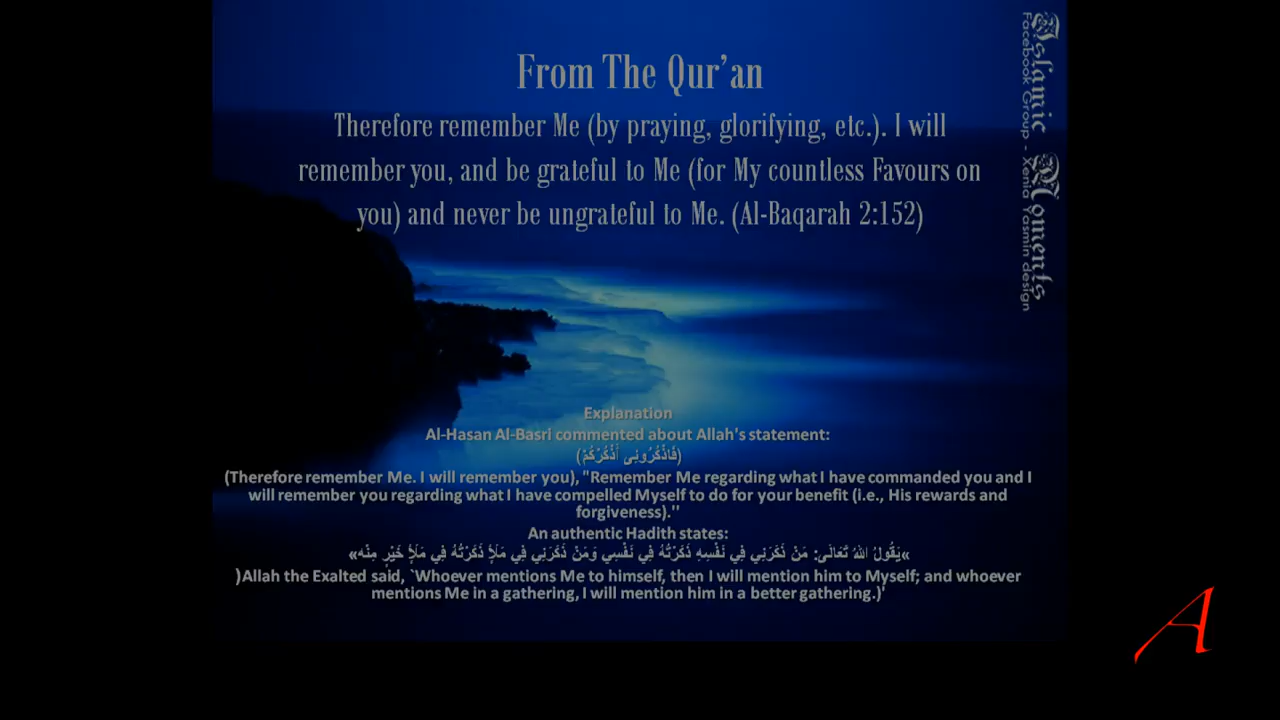 From The Qur'an
Therefore remember Me (by praying, glorifying, etc.). I will
remember you, and be grateful to Me (for My countless Favours on
you) and never be ungrateful to Me. (Al-Baqarah 2:152)
Islamic Moments
Facebook Group - Xenia Yasmin design
Explanation
Al-Hasan Al-Basri commented about Allah's statement:
(فَاذْكُرُونِى أَذْكُرْكُمْ)
(Therefore remember Me. I will remember you), "Remember Me regarding what I have commanded you and I
will remember you regarding what I have compelled Myself to do for your benefit (i.e., His rewards and
forgiveness).''
An authentic Hadith states:
«يَقُولُ اللهُ تَعَالَى: مَنْ ذَكَرَنِي فِي نَفْسِهِ ذَكَرْتُهُ فِي نَفْسِي وَمَنْ ذَكَرَنِي فِي مَلَإٍ ذَكَرْتُهُ فِي مَلَإٍ خَيْرٍ مِنْه»
)Allah the Exalted said, `Whoever mentions Me to himself, then I will mention him to Myself; and whoever
mentions Me in a gathering, I will mention him in a better gathering.)'
A